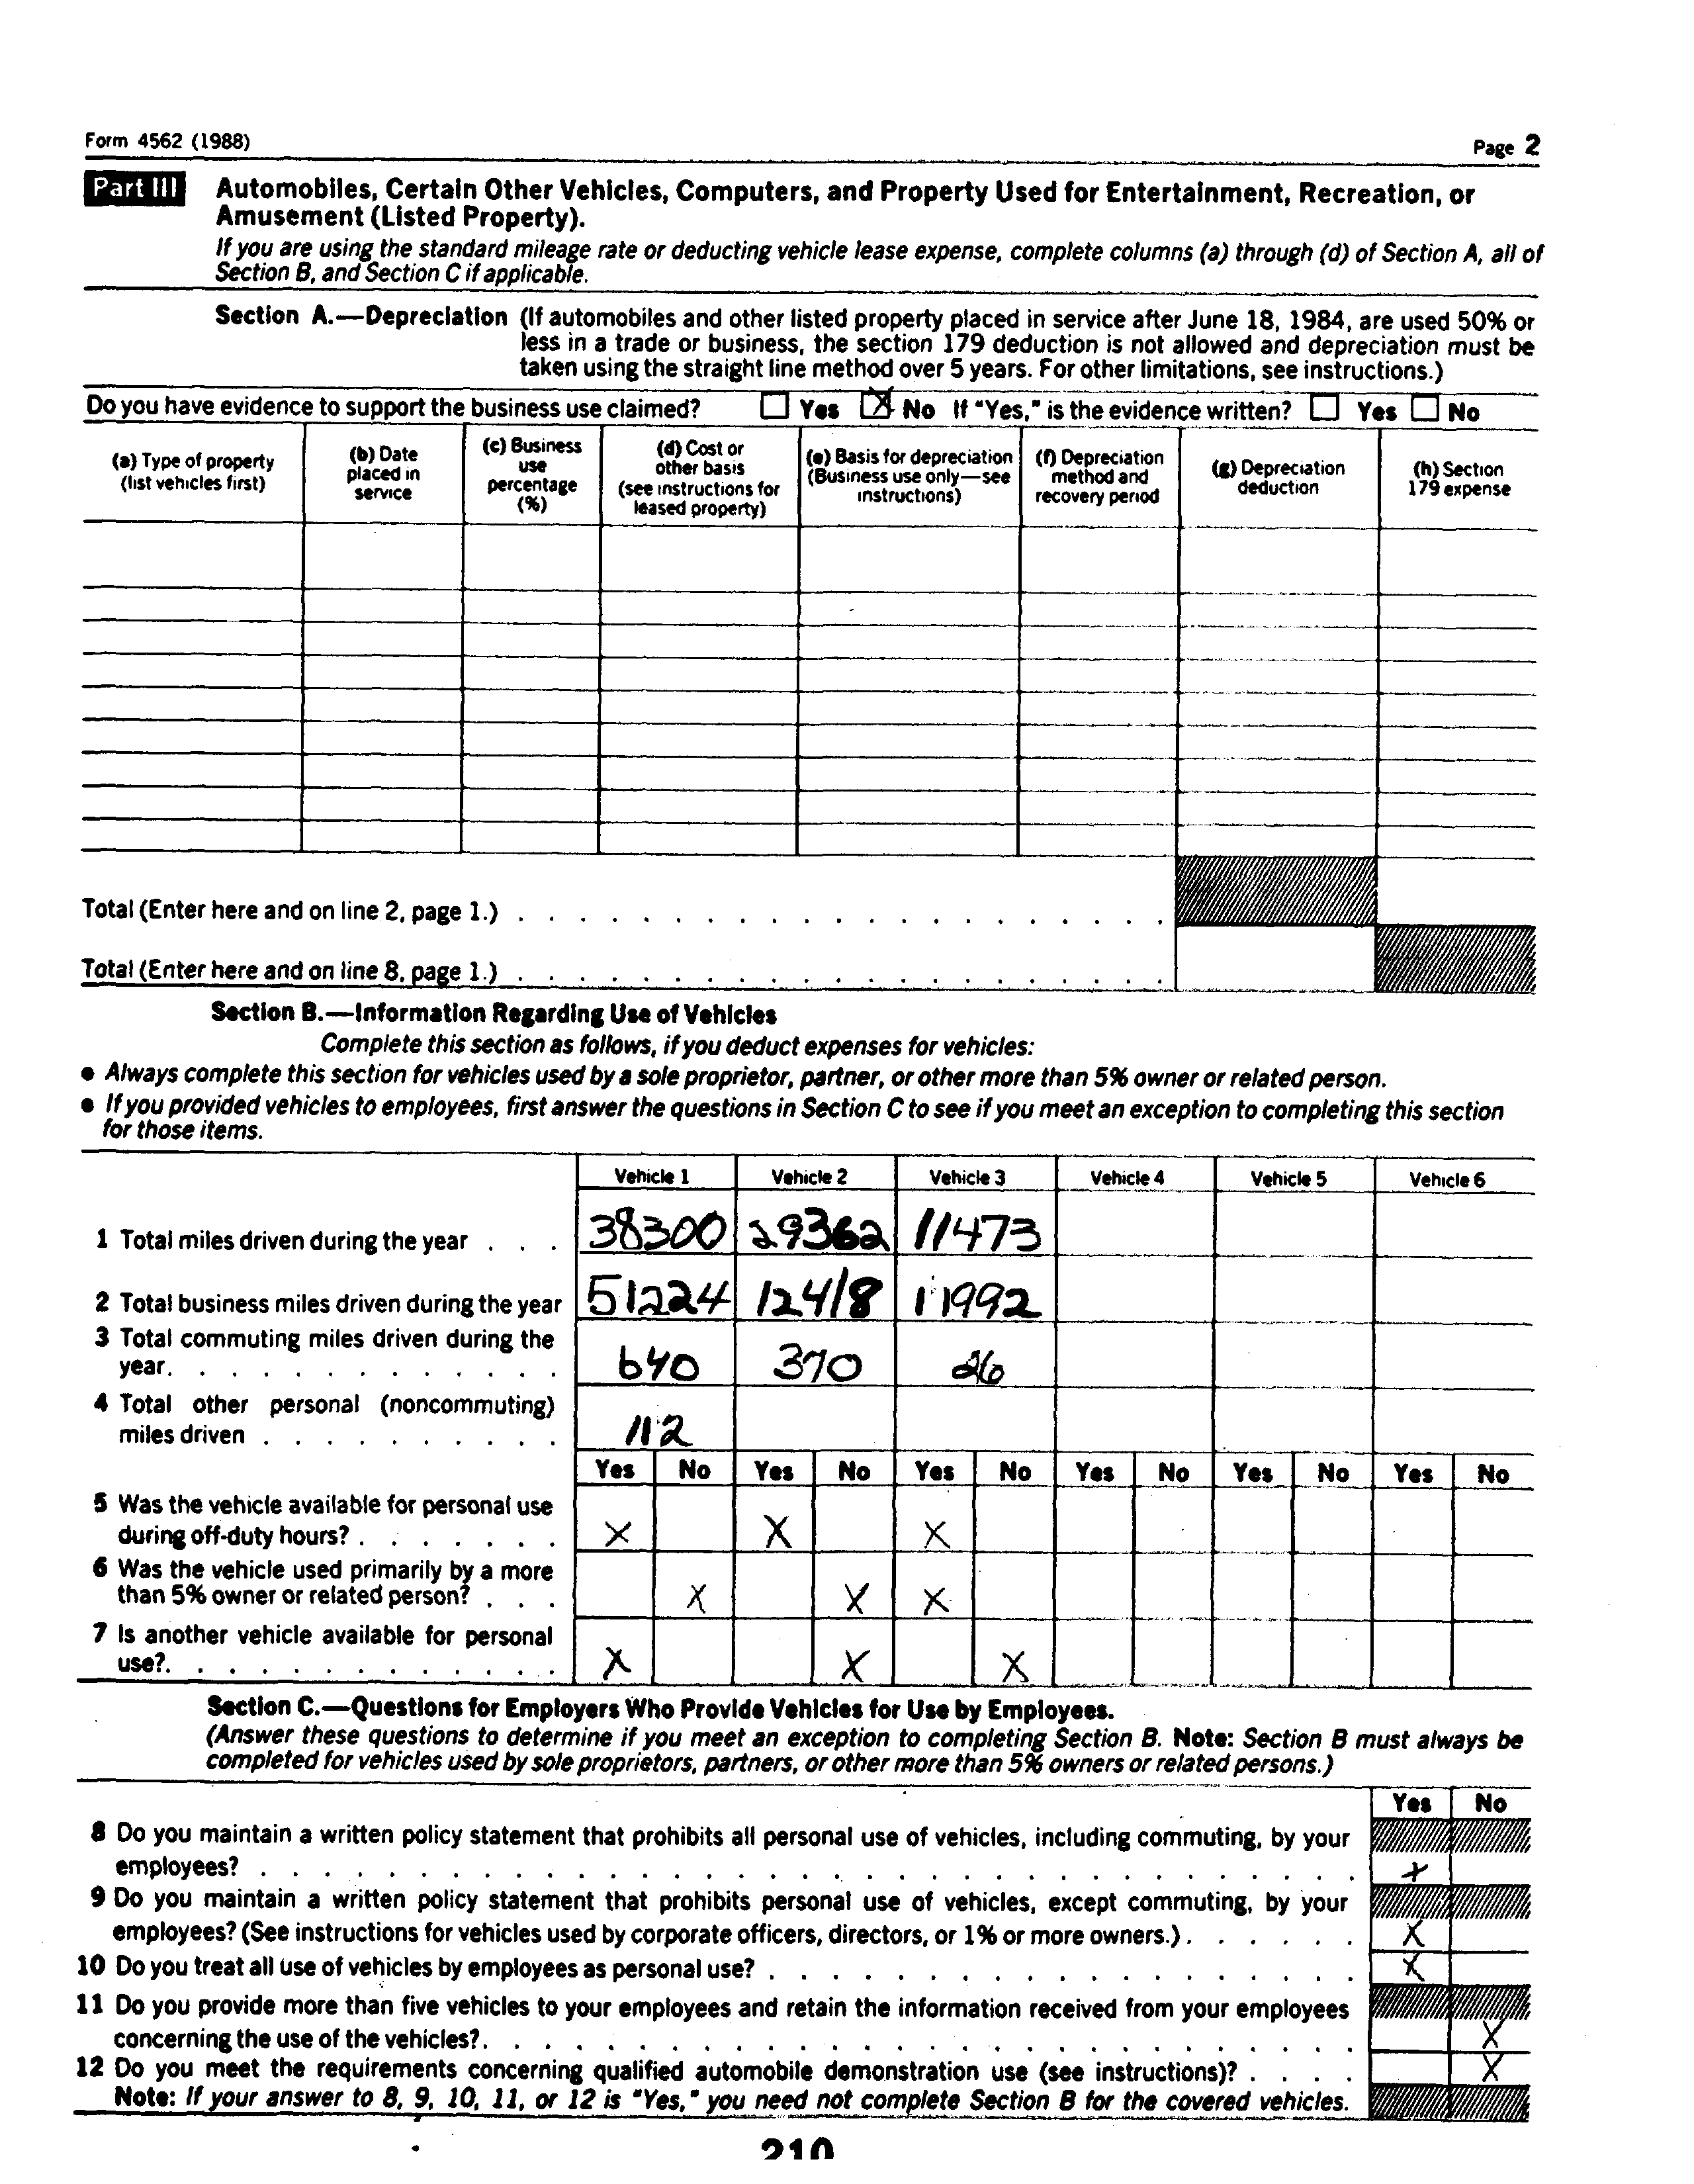 Form 4562 (1988)
Page 2
Part III
Automobiles, Certain Other Vehicles, Computers, and Property Used for Entertainment, Recreation, or
Amusement (Listed Property).
If you are using the standard mileage rate or deducting vehicle lease expense, complete columns (a) through (d) of Section A, all of
Section B, and Section C if applicable.
Section A.—Depreciation (If automobiles and other listed property placed in service after June 18, 1984, are used 50% or
less in a trade or business, the section 179 deduction is not allowed and depreciation must be
taken using the straight line method over 5 years. For other limitations, see instructions.)
Do you have evidence to support the business use claimed? Yes X No If "Yes," is the evidence written? Yes No
(a) Type of property
(list vehicles first)
(b) Date
placed in
service
(c) Business
use
percentage
(%)
(d) Cost or
other basis
(see instructions for
leased property)
(e) Basis for depreciation
(Business use only—see
instructions)
(f) Depreciation
method and
recovery period
(g) Depreciation
deduction
(h) Section
179 expense
Total (Enter here and on line 2, page 1.)
Total (Enter here and on line 8, page 1.)
Section B.—Information Regarding Use of Vehicles
Complete this section as follows, if you deduct expenses for vehicles:
● Always complete this section for vehicles used by a sole proprietor, partner, or other more than 5% owner or related person.
● If you provided vehicles to employees, first answer the questions in Section C to see if you meet an exception to completing this section
for those items.
Vehicle 1 Vehicle 2 Vehicle 3 Vehicle 4 Vehicle 5 Vehicle 6
1 Total miles driven during the year . . . 38300 29362 11473
2 Total business miles driven during the year 51224 12418 11992
3 Total commuting miles driven during the
year. . . . . . . . . . . . . 640 370 26
4 Total other personal (noncommuting)
miles driven . . . . . . . . . . 112
Yes No Yes No Yes No Yes No Yes No Yes No
5 Was the vehicle available for personal use
during off-duty hours? . . . . . . . X X X
6 Was the vehicle used primarily by a more
than 5% owner or related person? . . . X X X
7 Is another vehicle available for personal
use?. . . . . . . . . . . . . X X X
Section C.—Questions for Employers Who Provide Vehicles for Use by Employees.
(Answer these questions to determine if you meet an exception to completing Section B. Note: Section B must always be
completed for vehicles used by sole proprietors, partners, or other more than 5% owners or related persons.)
Yes No
8 Do you maintain a written policy statement that prohibits all personal use of vehicles, including commuting, by your
employees? X
9 Do you maintain a written policy statement that prohibits personal use of vehicles, except commuting, by your
employees? (See instructions for vehicles used by corporate officers, directors, or 1% or more owners.) . . . . . . X
10 Do you treat all use of vehicles by employees as personal use? X
11 Do you provide more than five vehicles to your employees and retain the information received from your employees
concerning the use of the vehicles?. X
12 Do you meet the requirements concerning qualified automobile demonstration use (see instructions)? . . . . X
Note: If your answer to 8, 9, 10, 11, or 12 is "Yes," you need not complete Section B for the covered vehicles.
210